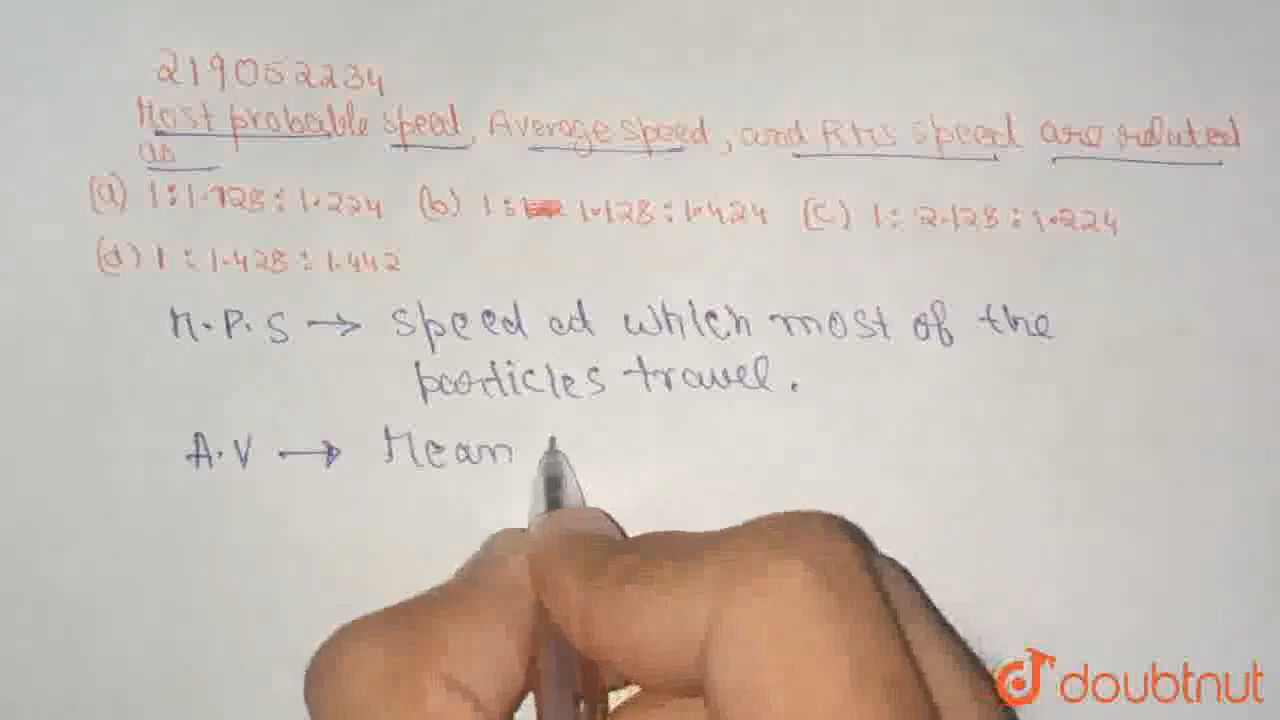 219052234
Most probable speed, Average speed, and RMS speed are related
as
(a) 1:1.128:1.224 (b) 1: 1.128:1.424 (c) 1: 2.128:1.224
(d) 1:1.428:1.442
M.P.S → speed at which most of the
particles travel.
A.V → Mean
doubtnut